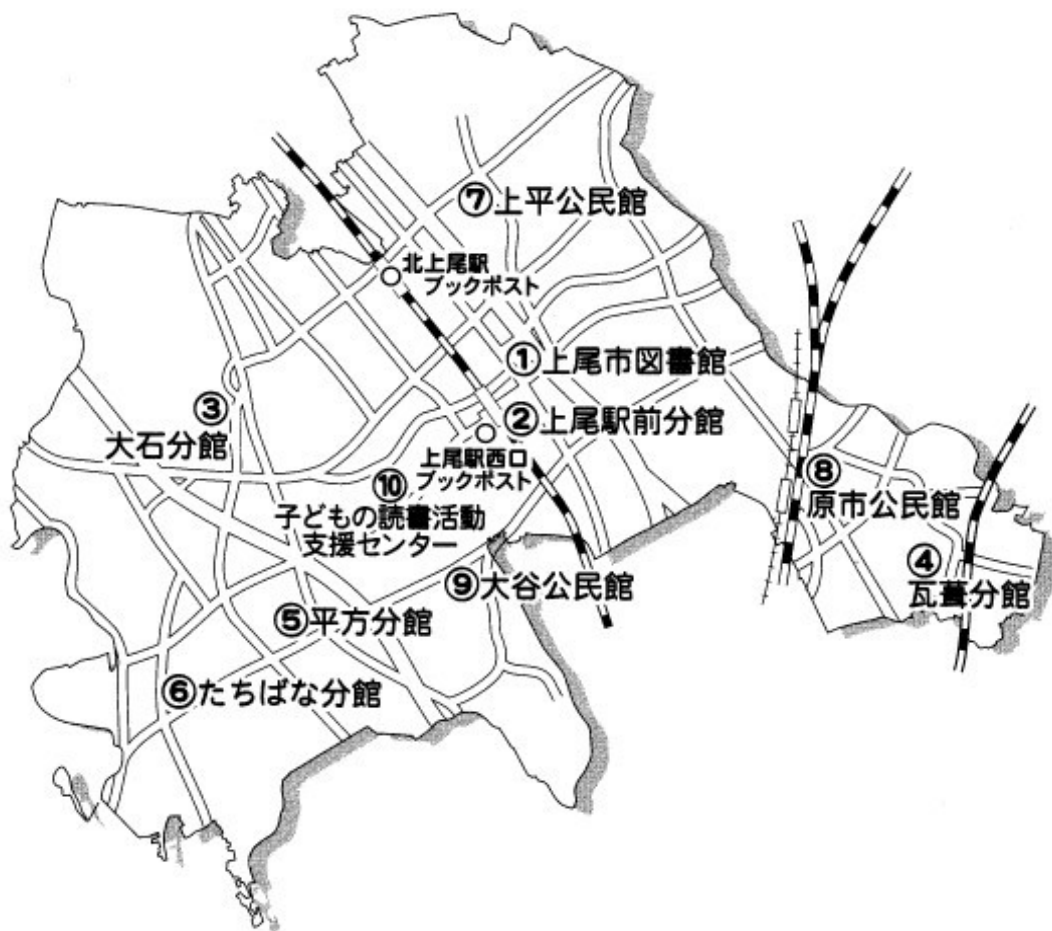 ⑦上平公民館
北上尾駅
ブックポスト
①上尾市図書館
③
大石分館
②上尾駅前分館
上尾駅西口
ブックポスト
⑩
子どもの読書活動
支援センター
⑧
原市公民館
④
瓦葺分館
⑨大谷公民館
⑤平方分館
⑥たちばな分館